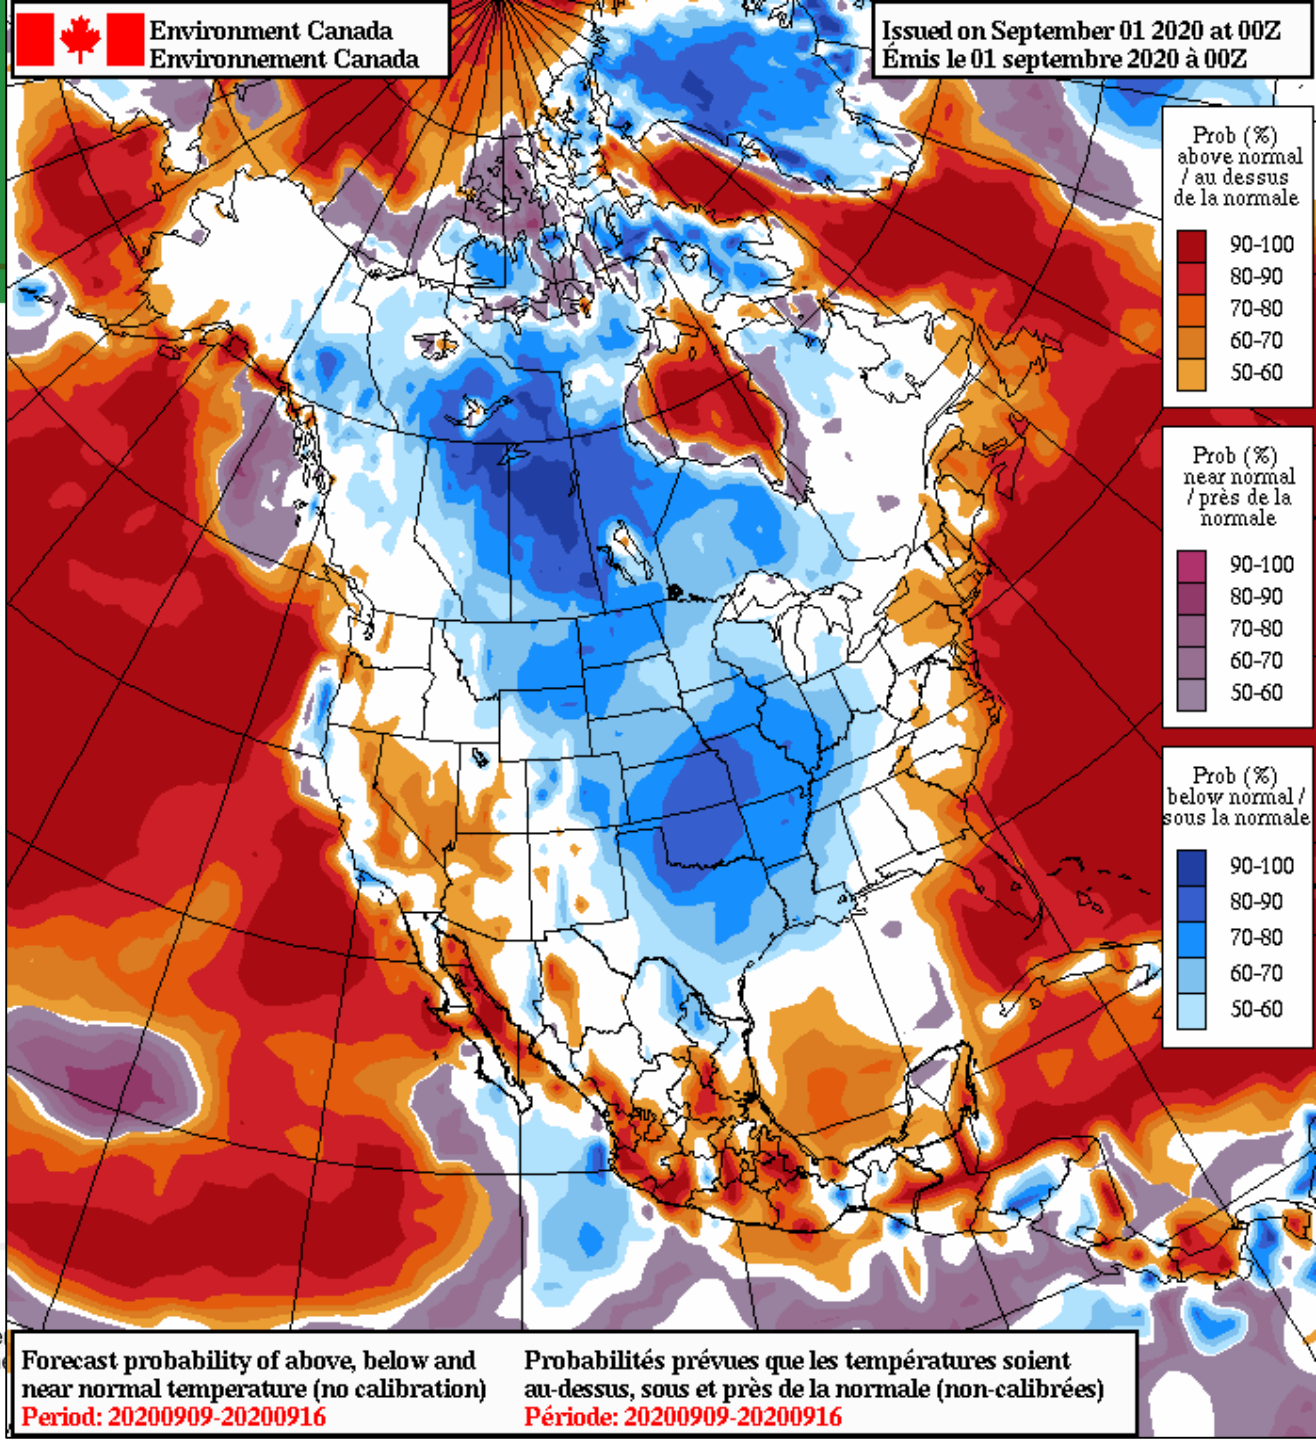 Environment Canada
Environnement Canada
Issued on September 01 2020 at 00Z
Émis le 01 septembre 2020 à 00Z
Prob (%)
above normal
/ au dessus
de la normale
90-100
80-90
70-80
60-70
50-60
Prob (%)
near normal
/ près de la
normale
90-100
80-90
70-80
60-70
50-60
Prob (%)
below normal /
sous la normale
90-100
80-90
70-80
60-70
50-60
Forecast probability of above, below and
near normal temperature (no calibration)
Period: 20200909-20200916
Probabilités prévues que les températures soient
au-dessus, sous et près de la normale (non-calibrées)
Période: 20200909-20200916